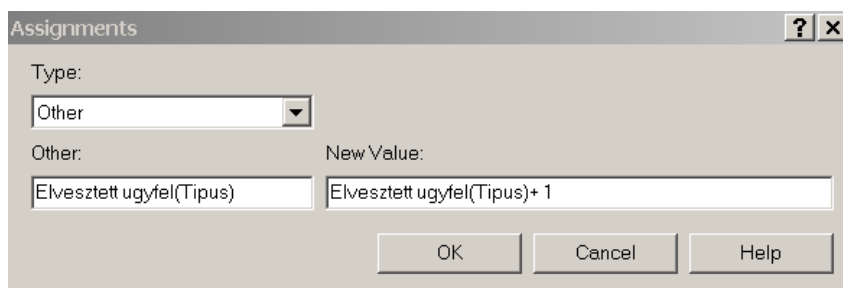 Assignments ? ×
Type:
Other
Other: New Value:
Elvesztett ugyfel(Tipus) Elvesztett ugyfel(Tipus)+ 1
OK Cancel Help